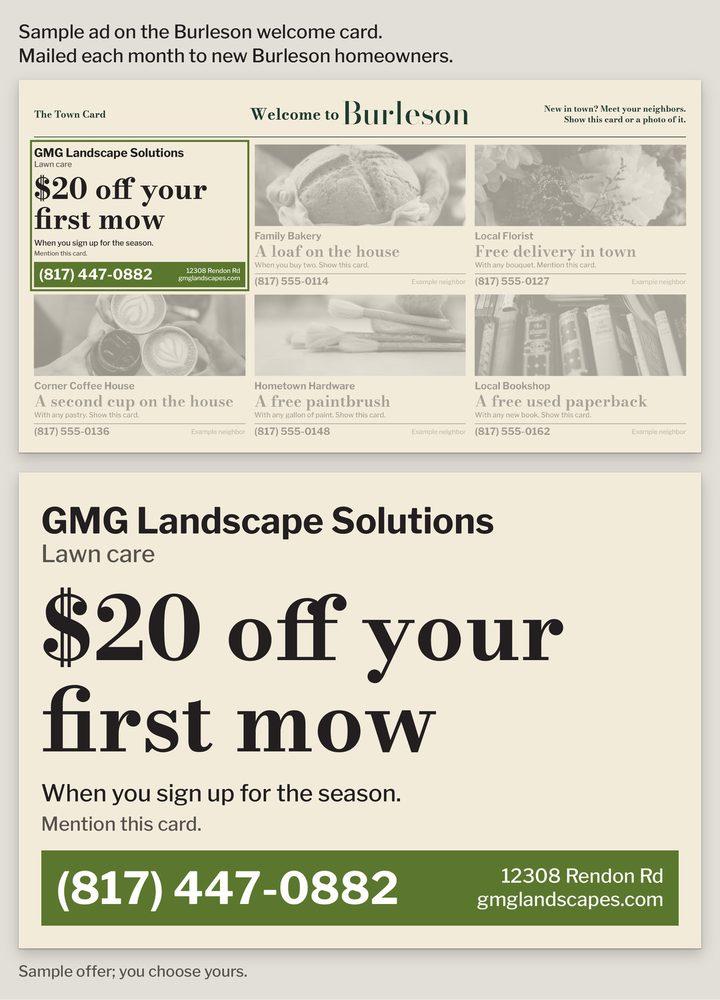 Sample ad on the Burleson welcome card.
Mailed each month to new Burleson homeowners.
The Town Card
Welcome to Burleson
New in town? Meet your neighbors.
Show this card or a photo of it.
GMG Landscape Solutions
Lawn care
$20 off your
first mow
When you sign up for the season.
Mention this card.
(817) 447-0882
12308 Rendon Rd
gmglandscapes.com
Family Bakery
A loaf on the house
When you buy two. Show this card.
(817) 555-0114
Example neighbor
Local Florist
Free delivery in town
With any bouquet. Mention this card.
(817) 555-0127
Example neighbor
Corner Coffee House
A second cup on the house
With any pastry. Show this card.
(817) 555-0136
Example neighbor
Hometown Hardware
A free paintbrush
With any gallon of paint. Show this card.
(817) 555-0148
Example neighbor
Local Bookshop
A free used paperback
With any new book. Show this card.
(817) 555-0162
Example neighbor
GMG Landscape Solutions
Lawn care
$20 off your
first mow
When you sign up for the season.
Mention this card.
(817) 447-0882
12308 Rendon Rd
gmglandscapes.com
Sample offer; you choose yours.